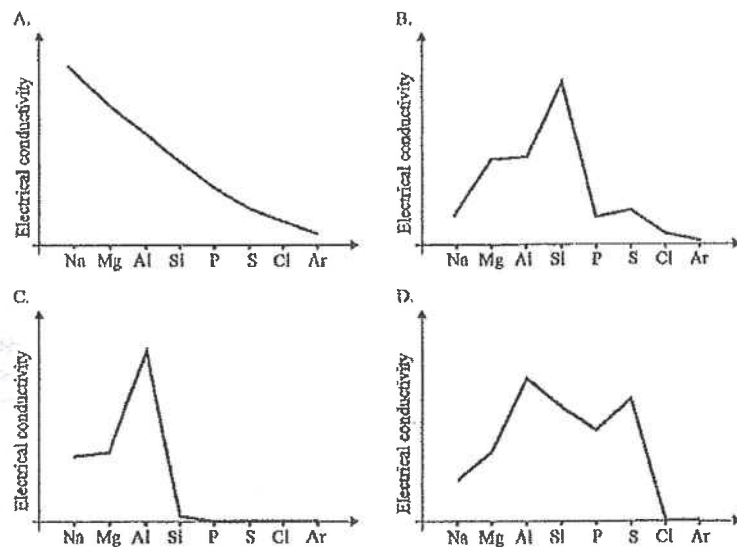 A.
Electrical conductivity
Na Mg Al Si P S Cl Ar
B.
Electrical conductivity
Na Mg Al Si P S Cl Ar
C.
Electrical conductivity
Na Mg Al Si P S Cl Ar
D.
Electrical conductivity
Na Mg Al Si P S Cl Ar